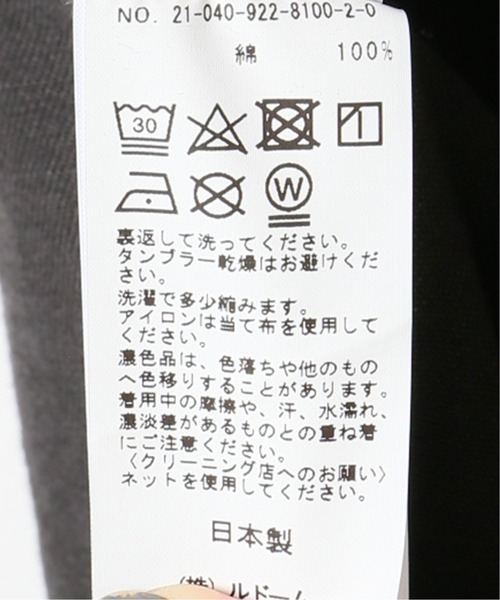 NO. 21-040-922-8100-2-0
綿 100%
30
W
裏返して洗ってください。
タンブラー乾燥はお避けくだ
さい。
洗濯で多少縮みます。
アイロンは当て布を使用して
ください。
濃色品は、色落ちや他のもの
へ色移りすることがあります。
着用中の摩擦や、汗、水濡れ、
濃淡差があるものとの重ね着
にご注意ください。
〈クリーニング店へのお願い〉
ネットを使用してください。
日本製
(株)ルドーム